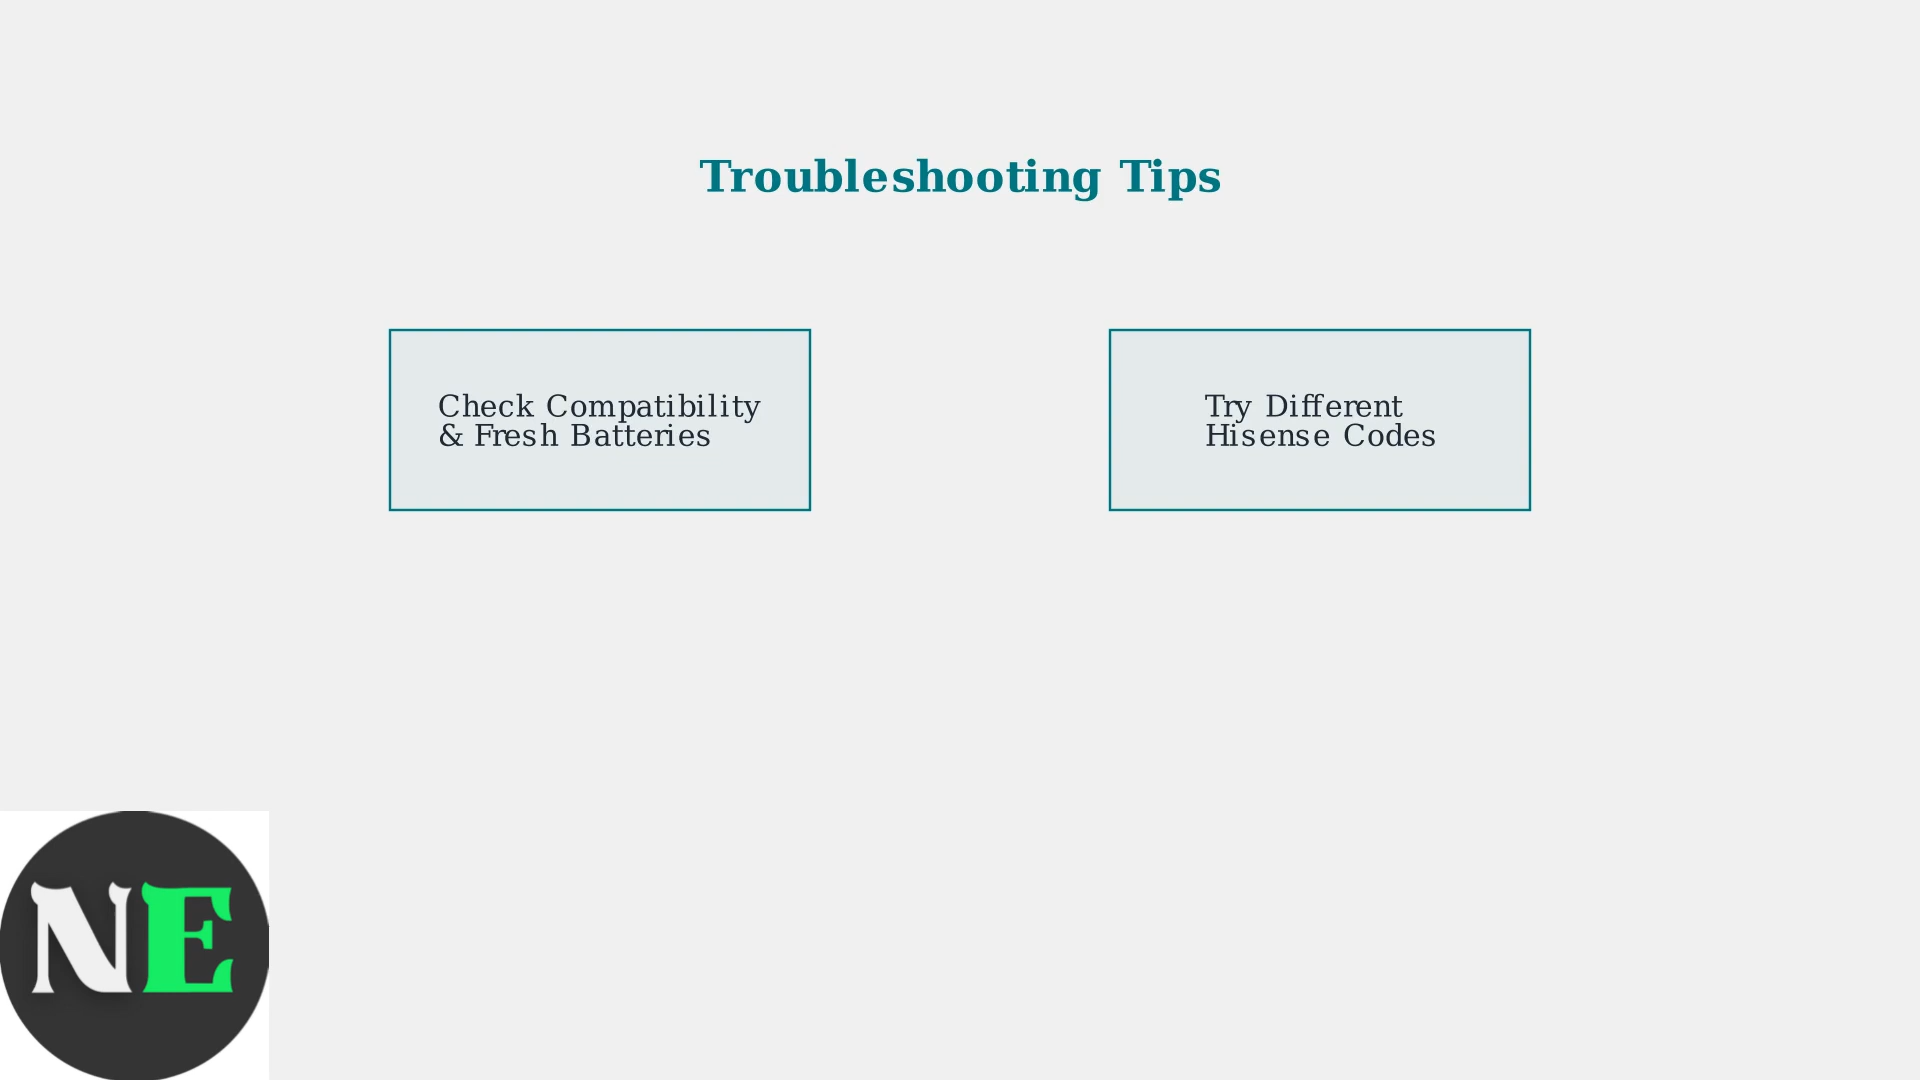 Troubleshooting Tips
Check Compatibility
& Fresh Batteries
Try Different
Hisense Codes
NE